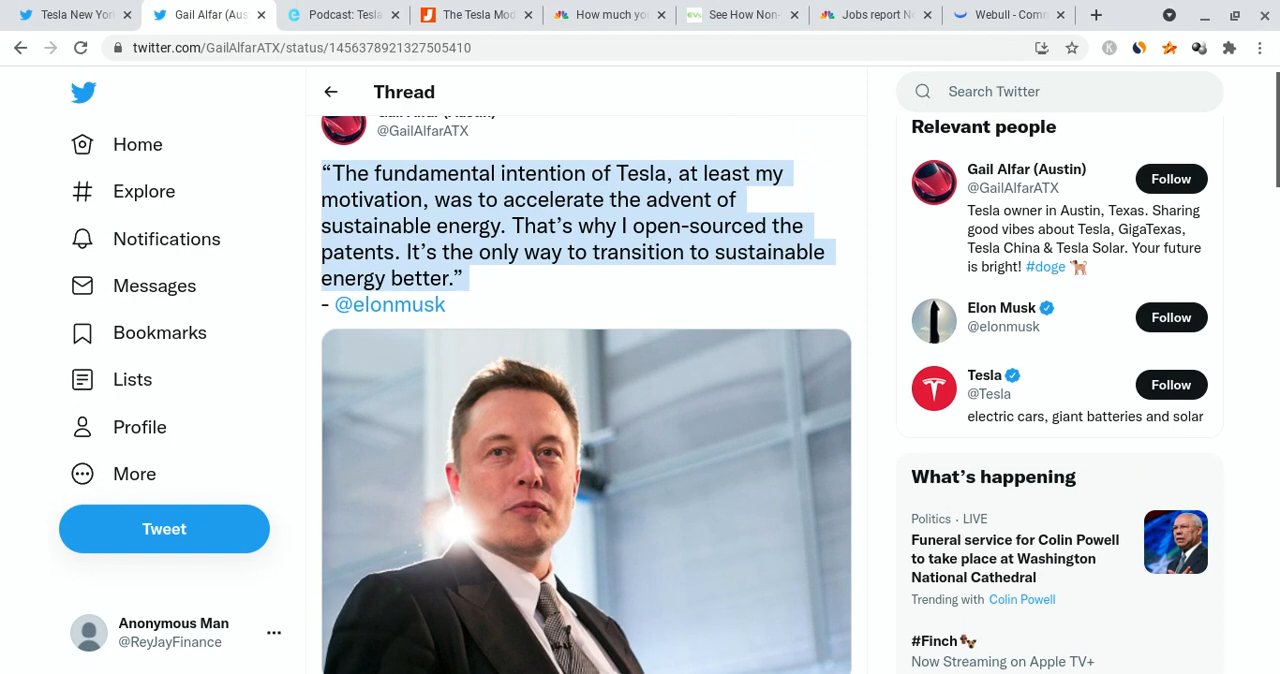 Tesla New Yor
Gail Alfar (Aus
Podcast: Tesla
The Tesla Mod
How much yo
See How Non-
Jobs report N
Webull - Com
twitter.com/GailAlfarATX/status/1456378921327505410
Home
Explore
Notifications
Messages
Bookmarks
Lists
Profile
More
Tweet
Anonymous Man
@ReyJayFinance
Thread
Gail Alfar (Austin)
@GailAlfarATX
“The fundamental intention of Tesla, at least my
motivation, was to accelerate the advent of
sustainable energy. That’s why I open-sourced the
patents. It’s the only way to transition to sustainable
energy better.”
- @elonmusk
Search Twitter
Relevant people
Gail Alfar (Austin)
@GailAlfarATX
Follow
Tesla owner in Austin, Texas. Sharing
good vibes about Tesla, GigaTexas,
Tesla China & Tesla Solar. Your future
is bright! #doge
Elon Musk
@elonmusk
Follow
Tesla
@Tesla
Follow
electric cars, giant batteries and solar
What’s happening
Politics · LIVE
Funeral service for Colin Powell
to take place at Washington
National Cathedral
Trending with Colin Powell
#Finch
Now Streaming on Apple TV+